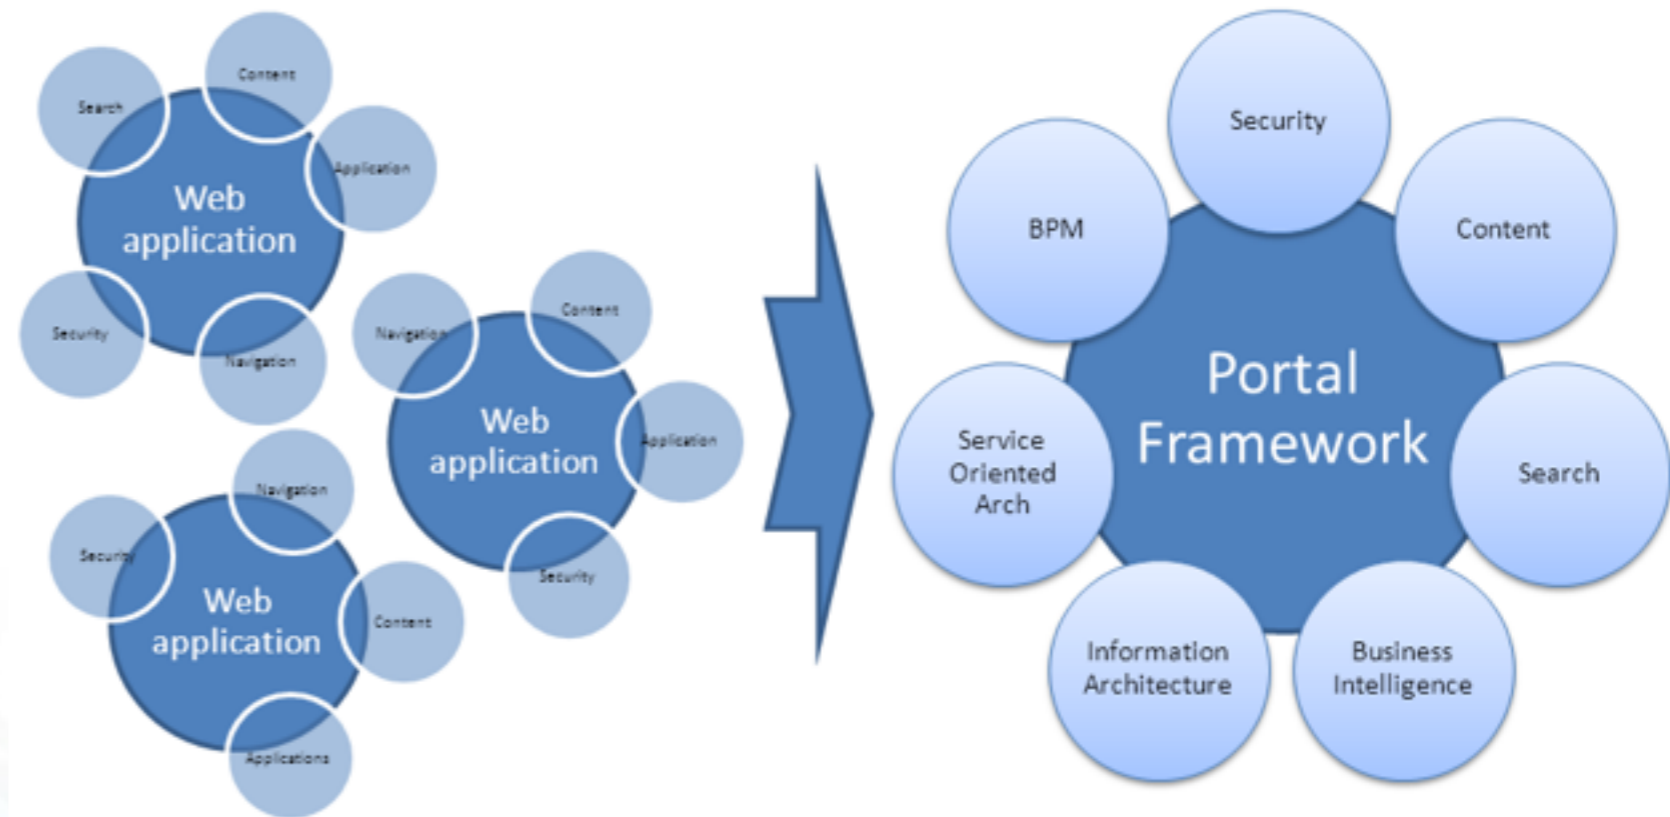 Content
Search
Application
Web
application
Security
Navigation
Content
Navigation
Web
application
Application
Security
Navigation
Security
Web
application
Content
Applications
Security
BPM
Content
Portal
Framework
Service
Oriented
Arch
Search
Information
Architecture
Business
Intelligence